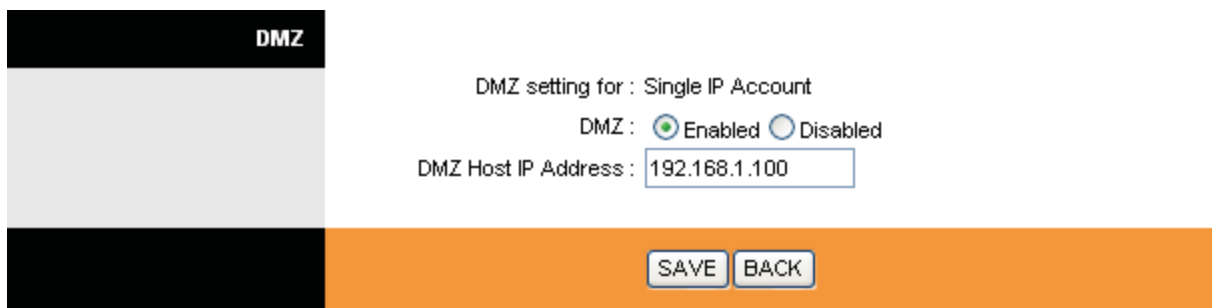 DMZ
DMZ setting for : Single IP Account
DMZ : Enabled Disabled
DMZ Host IP Address : 192.168.1.100
SAVE BACK